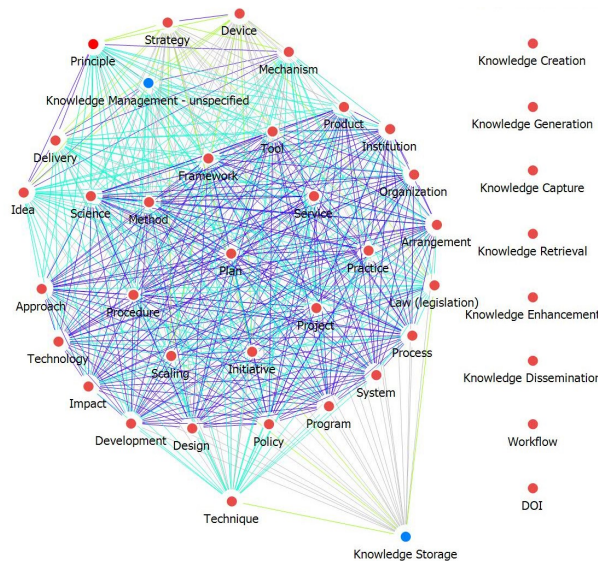 Device
Strategy
Principle
Mechanism
Knowledge Creation
Knowledge Management - unspecified
Product
Knowledge Generation
Delivery
Tool
Institution
Framework
Knowledge Capture
Idea
Science
Method
Service
Organization
Arrangement
Knowledge Retrieval
Plan
Practice
Approach
Procedure
Law (legislation)
Knowledge Enhancement
Project
Technology
Process
Scaling
Initiative
Knowledge Dissemination
Impact
System
Development
Design
Policy
Program
Workflow
Technique
DOI
Knowledge Storage